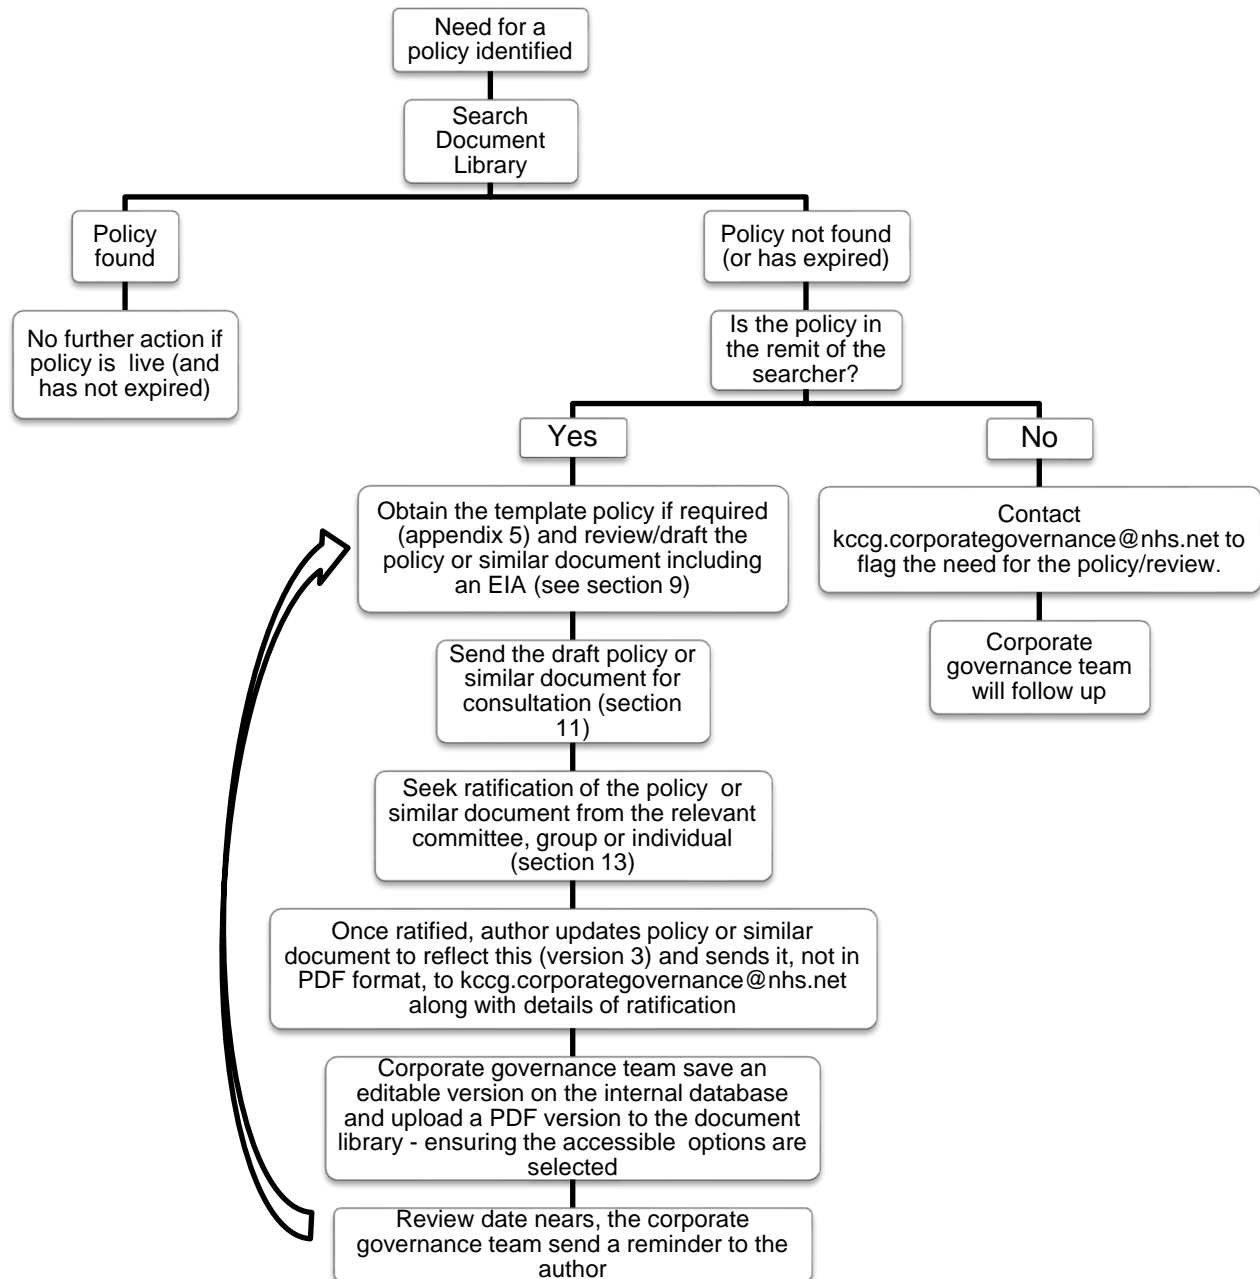 Need for a
policy identified
Search
Document
Library
Policy
found
No further action if
policy is live (and
has not expired)
Policy not found
(or has expired)
Is the policy in
the remit of the
searcher?
Yes
Obtain the template policy if required
(appendix 5) and review/draft the
policy or similar document including
an EIA (see section 9)
Send the draft policy or
similar document for
consultation (section
11)
Seek ratification of the policy or
similar document from the relevant
committee, group or individual
(section 13)
Once ratified, author updates policy or similar
document to reflect this (version 3) and sends it, not in
PDF format, to kccg.corporategovernance@nhs.net
along with details of ratification
Corporate governance team save an
editable version on the internal database
and upload a PDF version to the document
library - ensuring the accessible options are
selected
Review date nears, the corporate
governance team send a reminder to the
author
No
Contact
kccg.corporategovernance@nhs.net to
flag the need for the policy/review.
Corporate
governance team
will follow up